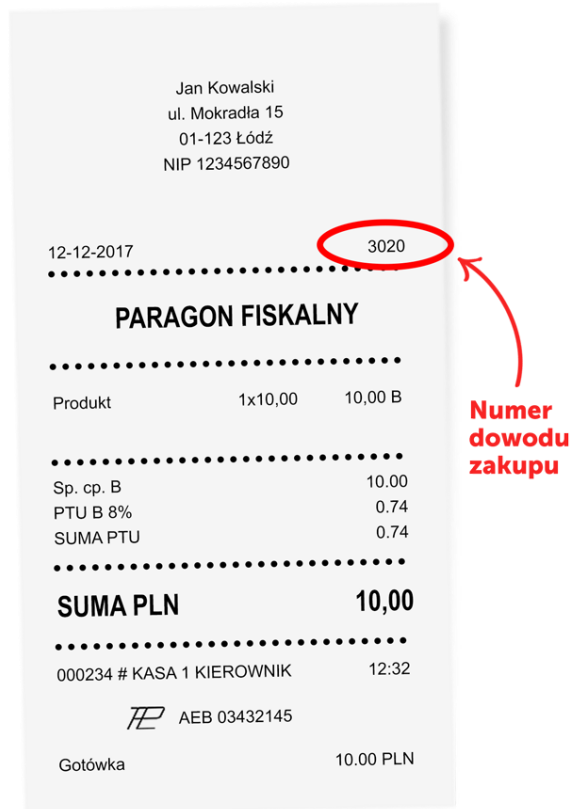 Jan Kowalski
ul. Mokradła 15
01-123 Łódź
NIP 1234567890
12-12-2017 3020
PARAGON FISKALNY
Produkt 1x10,00 10,00 B
Numer
dowodu
zakupu
Sp. cp. B 10.00
PTU B 8% 0.74
SUMA PTU 0.74
SUMA PLN 10,00
000234 # KASA 1 KIEROWNIK 12:32
AEB 03432145
Gotówka 10.00 PLN